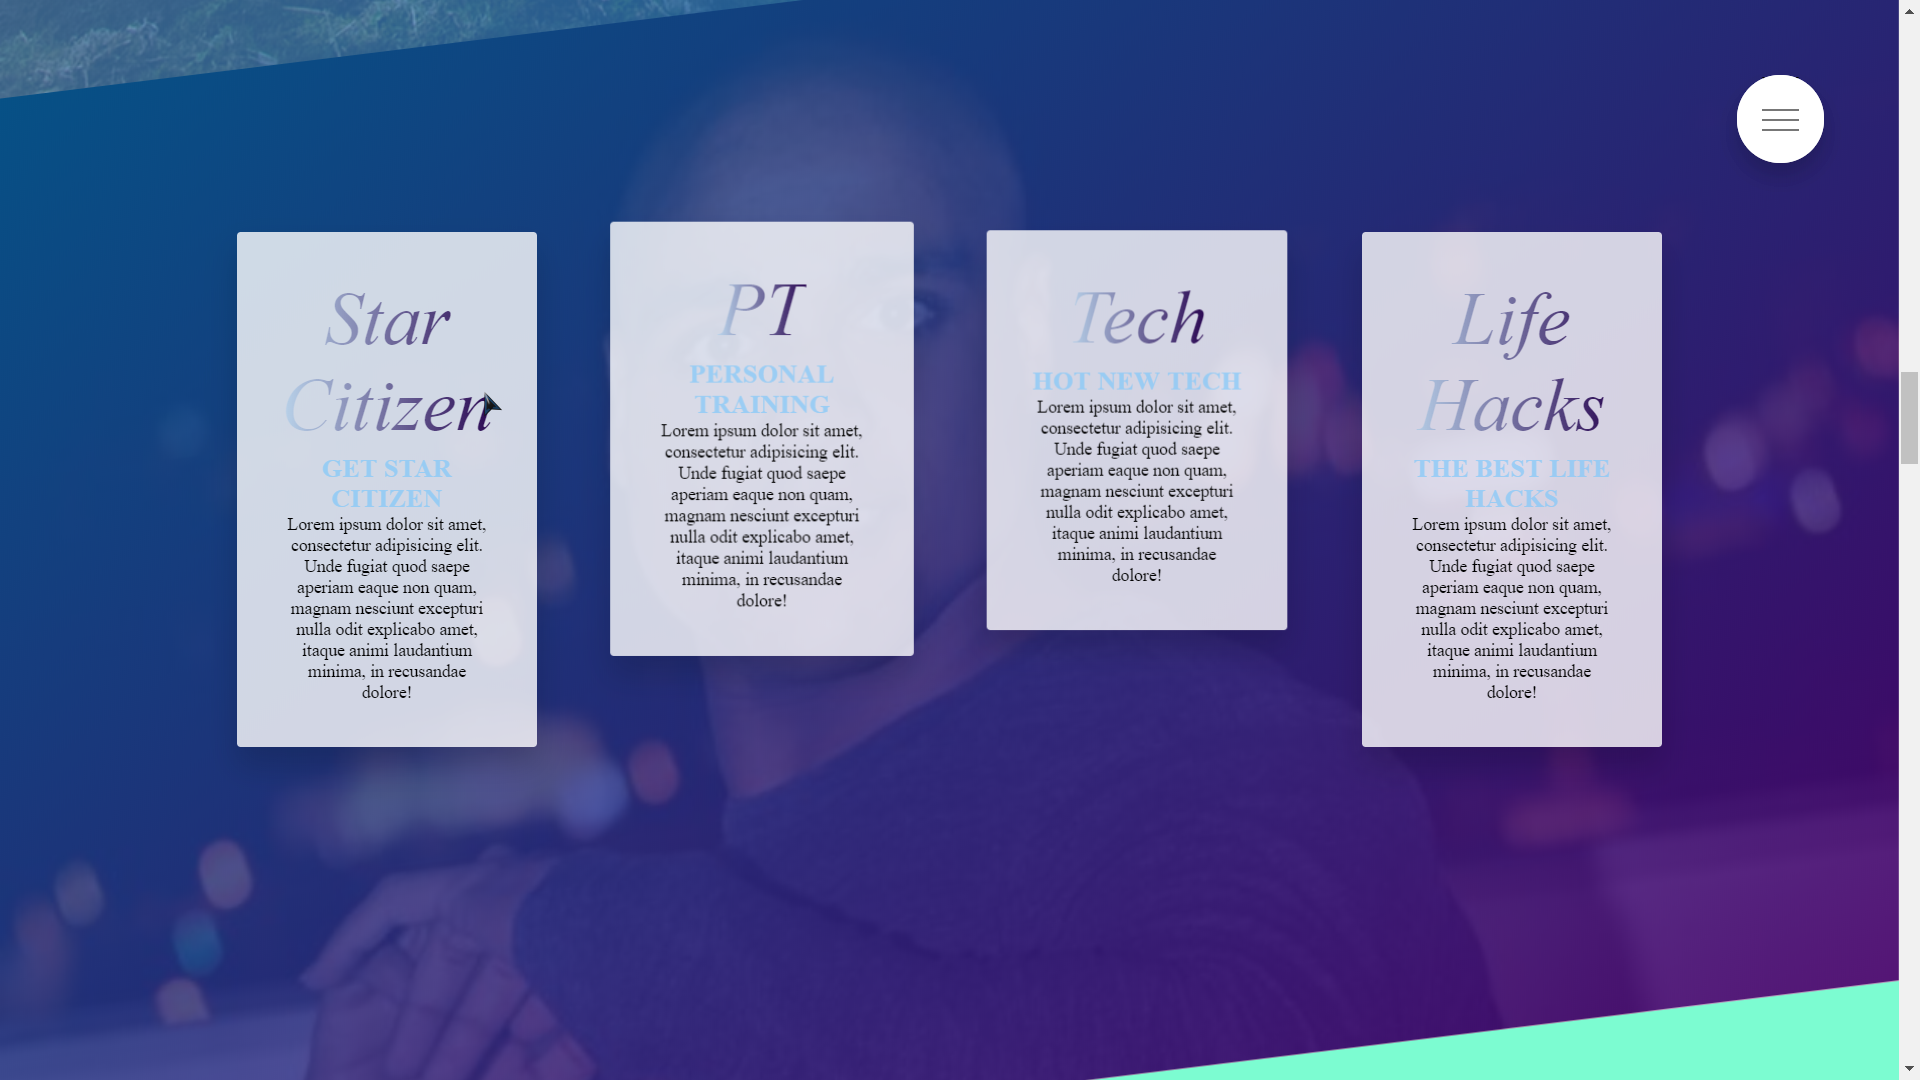 Star
Citizen
GET STAR
CITIZEN
Lorem ipsum dolor sit amet,
consectetur adipisicing elit.
Unde fugiat quod saepe
aperiam eaque non quam,
magnam nesciunt excepturi
nulla odit explicabo amet,
itaque animi laudantium
minima, in recusandae
dolore!
PT
PERSONAL
TRAINING
Lorem ipsum dolor sit amet,
consectetur adipisicing elit.
Unde fugiat quod saepe
aperiam eaque non quam,
magnam nesciunt excepturi
nulla odit explicabo amet,
itaque animi laudantium
minima, in recusandae
dolore!
Tech
HOT NEW TECH
Lorem ipsum dolor sit amet,
consectetur adipisicing elit.
Unde fugiat quod saepe
aperiam eaque non quam,
magnam nesciunt excepturi
nulla odit explicabo amet,
itaque animi laudantium
minima, in recusandae
dolore!
Life
Hacks
THE BEST LIFE
HACKS
Lorem ipsum dolor sit amet,
consectetur adipisicing elit.
Unde fugiat quod saepe
aperiam eaque non quam,
magnam nesciunt excepturi
nulla odit explicabo amet,
itaque animi laudantium
minima, in recusandae
dolore!